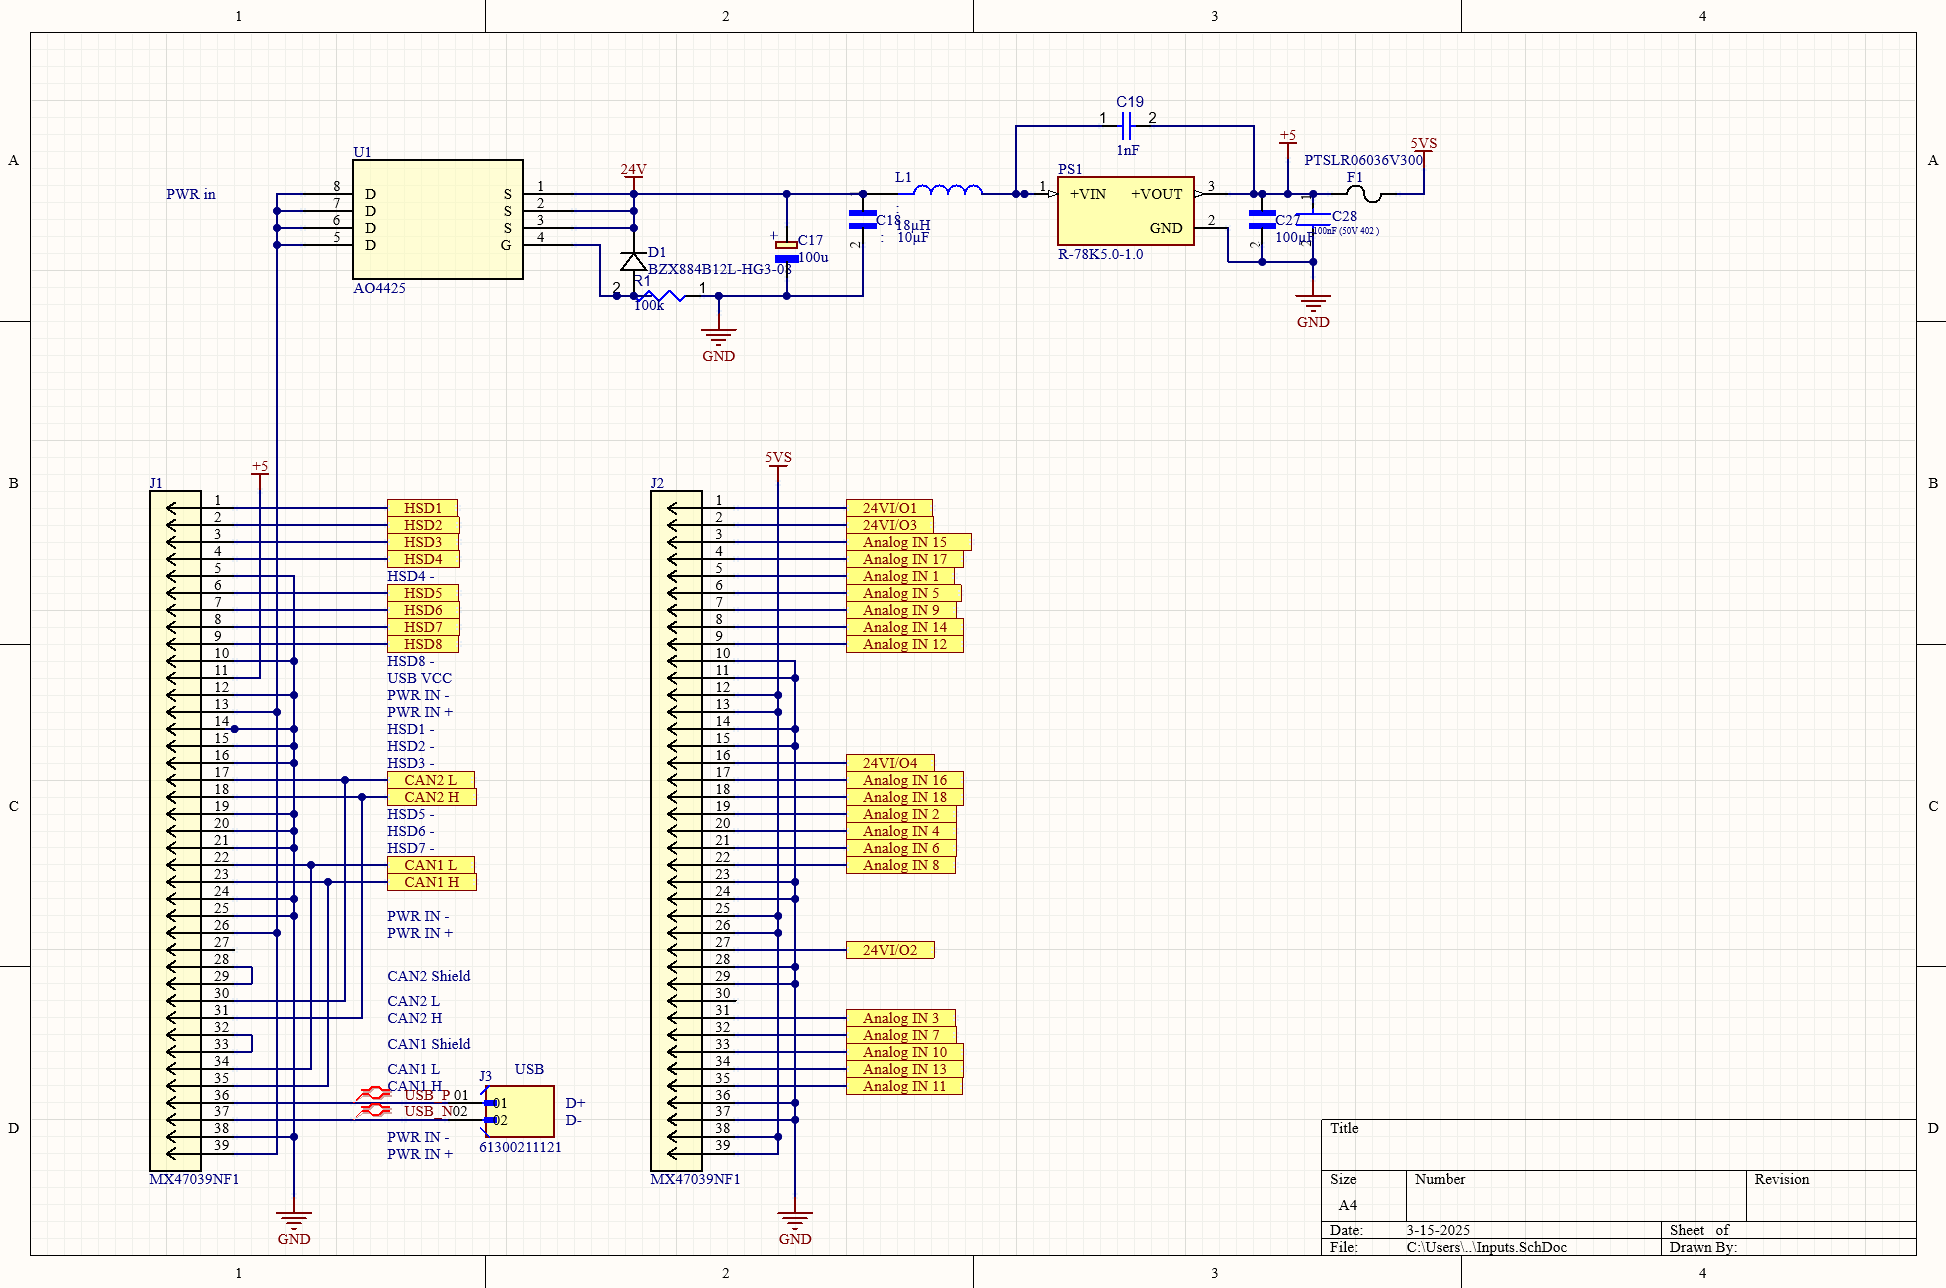 1 2 3 4
A A
B B
C C
D D
1 2 3 4
PWR in
U1
8 D S 1
7 D S 2
6 D S 3
5 D G 4
AO4425
24V
D1
BZX884B12L-HG3-08
2 R1 1
100k
GND
+
C17
100u
C18
2
:
10µF
L1
:
18µH
1 C19 2
1nF
PS1
1 +VIN +VOUT 3
GND 2
R-78K5.0-1.0
+5
PTSLR06036V300
F1
5VS
C27
100µF
2
1
C28
100nF (50V 402 )
2
GND
J1
+5
1 HSD1
2 HSD2
3 HSD3
4 HSD4
5 HSD4 -
6 HSD5
7 HSD6
8 HSD7
9 HSD8
10 HSD8 -
11 USB VCC
12 PWR IN -
13 PWR IN +
14 HSD1 -
15 HSD2 -
16 HSD3 -
17 CAN2 L
18 CAN2 H
19 HSD5 -
20 HSD6 -
21 HSD7 -
22 CAN1 L
23 CAN1 H
24
25 PWR IN -
26 PWR IN +
27
28
29 CAN2 Shield
30 CAN2 L
31 CAN2 H
32
33 CAN1 Shield
34 CAN1 L
35 CAN1 H
36 USB_P 01
37 USB_N 02
38 PWR IN -
39 PWR IN +
MX47039NF1
GND
J3 USB
01 D+
02 D-
61300211121
J2
5VS
1 24VI/O1
2 24VI/O3
3 Analog IN 15
4 Analog IN 17
5 Analog IN 1
6 Analog IN 5
7 Analog IN 9
8 Analog IN 14
9 Analog IN 12
10
11
12
13
14
15
16 24VI/O4
17 Analog IN 16
18 Analog IN 18
19 Analog IN 2
20 Analog IN 4
21 Analog IN 6
22 Analog IN 8
23
24
25
26
27 24VI/O2
28
29
30
31 Analog IN 3
32 Analog IN 7
33 Analog IN 10
34 Analog IN 13
35 Analog IN 11
36
37
38
39
MX47039NF1
GND
Title
Size Number Revision
A4
Date: 3-15-2025 Sheet of
File: C:\Users\..\Inputs.SchDoc Drawn By: